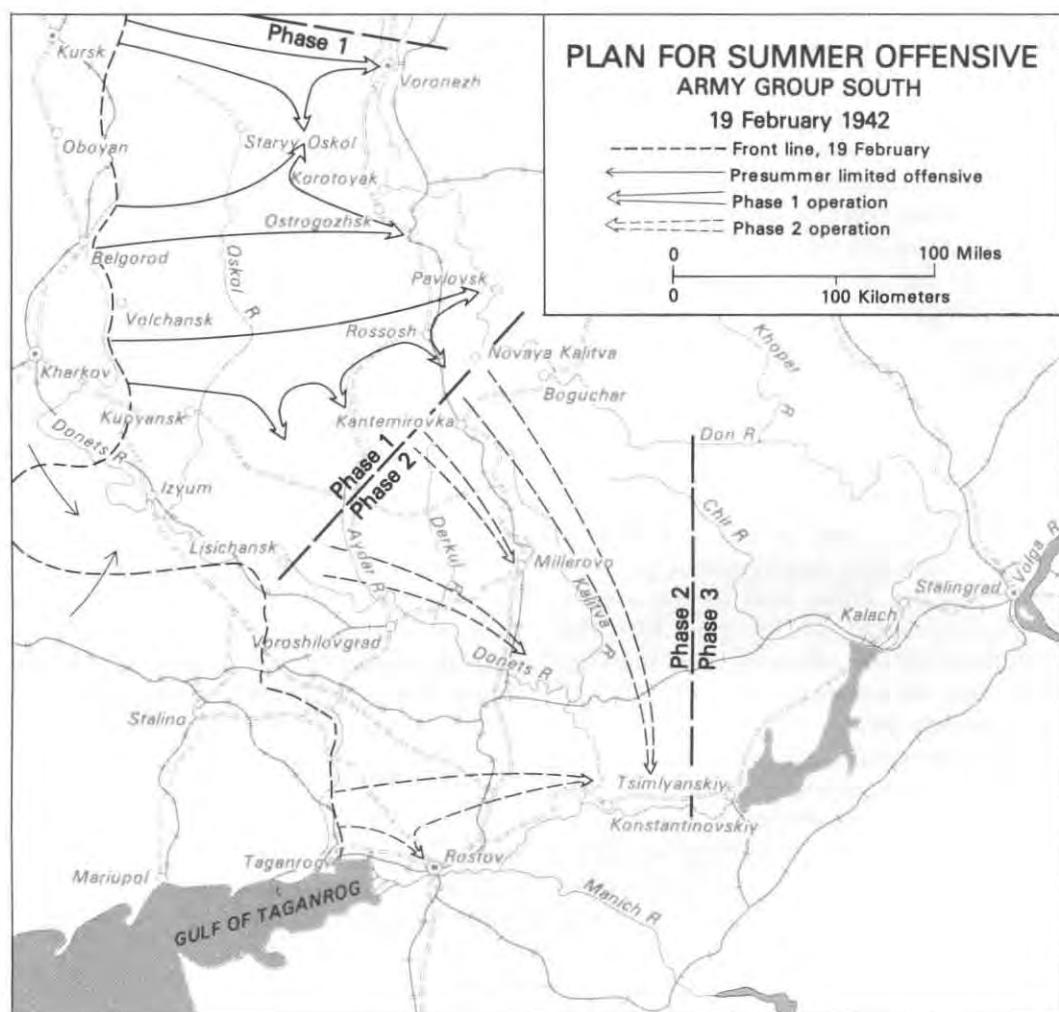 PLAN FOR SUMMER OFFENSIVE
ARMY GROUP SOUTH
19 February 1942
Front line, 19 February
Presummer limited offensive
Phase 1 operation
Phase 2 operation
0 100 Miles
0 100 Kilometers
Phase 1
Kursk
Voronezh
Oboyan
Staryy Oskol
Korotoyak
Ostrogozhsk
Belgorod
Oskol R
Pavlovsk
Volchansk
Rossosh
Novaya Kalitva
Khoper R
Kharkov
Boguchar
Kupyansk
Kantemirovka
Don R
Donets R
Phase 1
Phase 2
Izyum
Chir R
Lisichansk
Aydar R
Derkul R
Millerovo
Kalitva R
Volga R
Stalingrad
Kalach
Phase 2
Phase 3
Voroshilovgrad
Donets R
Stalino
Tsimlyanskiy
Konstantinovskiy
Taganrog
Rostov
Mariupol
Manich R
GULF OF TAGANROG